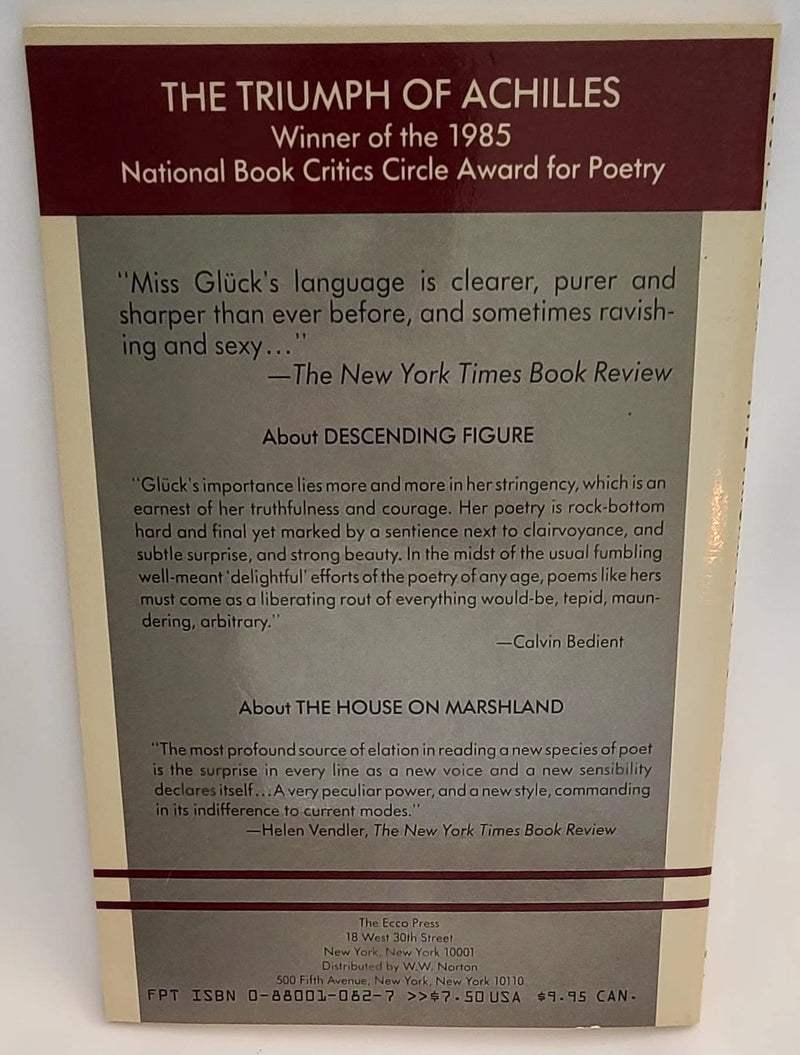 THE TRIUMPH OF ACHILLES
Winner of the 1985
National Book Critics Circle Award for Poetry
"Miss Glück's language is clearer, purer and
sharper than ever before, and sometimes ravish-
ing and sexy..."
—The New York Times Book Review
About DESCENDING FIGURE
"Glück's importance lies more and more in her stringency, which is an
earnest of her truthfulness and courage. Her poetry is rock-bottom
hard and final yet marked by a sentience next to clairvoyance, and
subtle surprise, and strong beauty. In the midst of the usual fumbling
well-meant 'delightful' efforts of the poetry of any age, poems like hers
must come as a liberating rout of everything would-be, tepid, maun-
dering, arbitrary."
—Calvin Bedient
About THE HOUSE ON MARSHLAND
"The most profound source of elation in reading a new species of poet
is the surprise in every line as a new voice and a new sensibility
declares itself...A very peculiar power, and a new style, commanding
in its indifference to current modes."
—Helen Vendler, The New York Times Book Review
The Ecco Press
18 West 30th Street
New York, New York 10001
Distributed by W.W. Norton
500 Fifth Avenue, New York, New York 10110
FPT ISBN 0-88001-082-7 >>$7.50 USA $9.95 CAN.